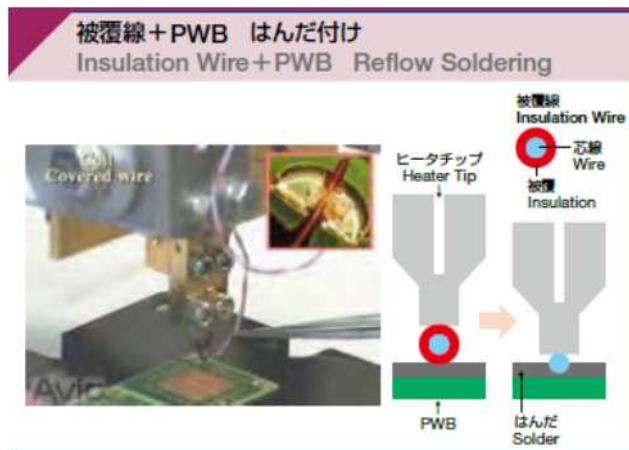 被覆線＋PWB　はんだ付け
Insulation Wire＋PWB　Reflow Soldering
Covered wire
Avio
ヒータチップ
Heater Tip
被覆線
Insulation Wire
芯線
Wire
被覆
Insulation
PWB
はんだ
Solder